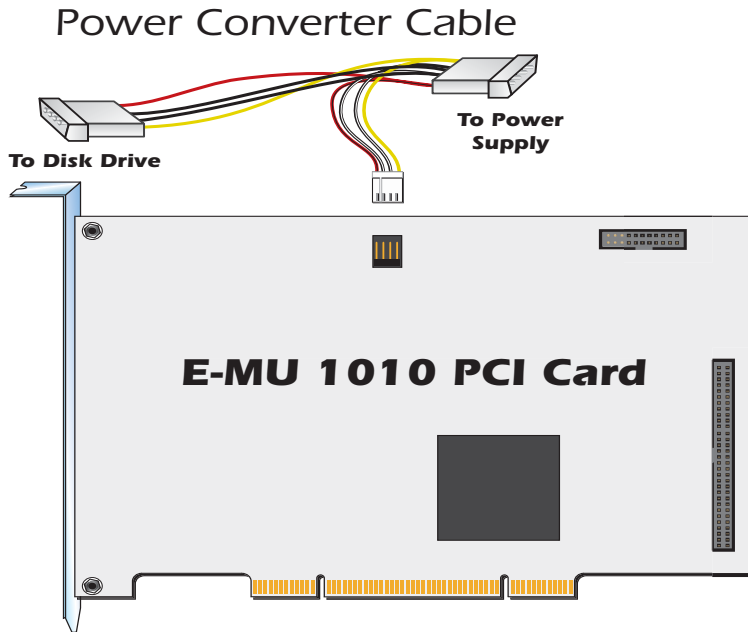 Power Converter Cable
To Power
Supply
To Disk Drive
E-MU 1010 PCI Card